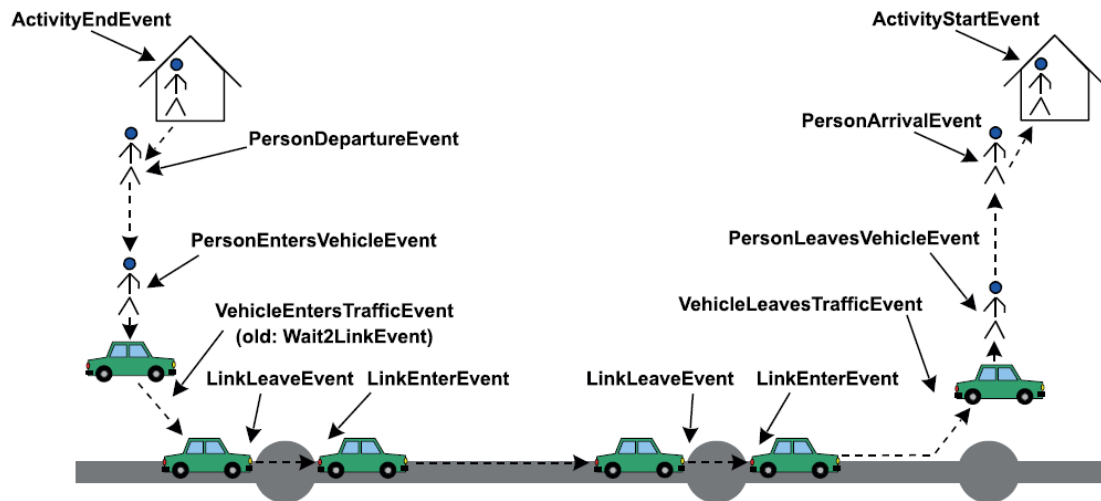 ActivityEndEvent
ActivityStartEvent
PersonDepartureEvent
PersonArrivalEvent
PersonEntersVehicleEvent
PersonLeavesVehicleEvent
VehicleEntersTrafficEvent
(old: Wait2LinkEvent)
VehicleLeavesTrafficEvent
LinkLeaveEvent
LinkEnterEvent
LinkLeaveEvent
LinkEnterEvent